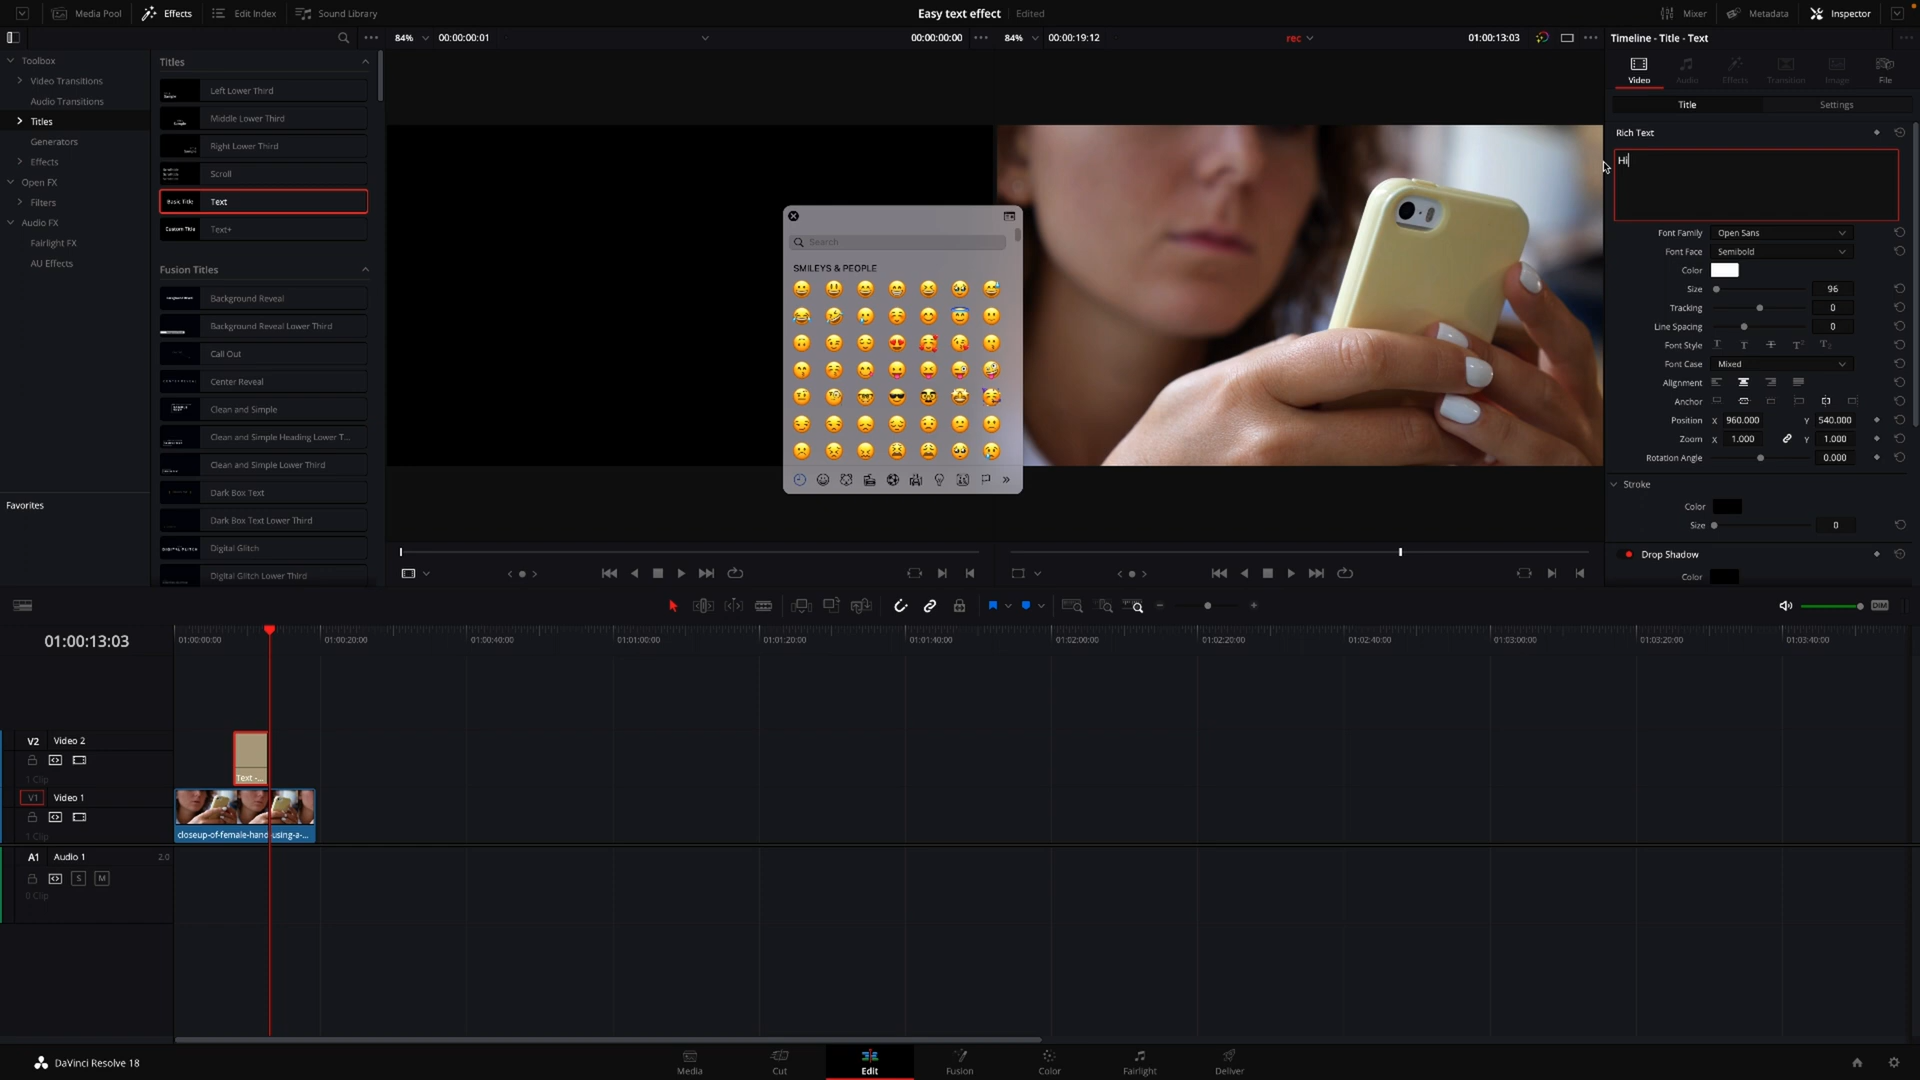 Media Pool
Effects
Edit Index
Sound Library
Easy text effect
Edited
Mixer
Metadata
Inspector
84%
00:00:00:01
00:00:00:00
84%
00:00:19:12
rec
01:00:13:03
Timeline - Title - Text
Toolbox
Video Transitions
Audio Transitions
Titles
Generators
Effects
Open FX
Filters
Audio FX
Fairlight FX
AU Effects
Favorites
Titles
Left Lower Third
Middle Lower Third
Right Lower Third
Scroll
Basic Title
Text
Custom Title
Text+
Fusion Titles
Background Reveal
Background Reveal Lower Third
Call Out
Center Reveal
Clean and Simple
Clean and Simple Heading Lower T...
Clean and Simple Lower Third
Dark Box Text
Dark Box Text Lower Third
Digital Glitch
Digital Glitch Lower Third
Search
SMILEYS & PEOPLE
Video
Audio
Effects
Transition
Image
File
Title
Settings
Rich Text
Hi
Font Family
Open Sans
Font Face
Semibold
Color
Size
96
Tracking
0
Line Spacing
0
Font Style
Font Case
Mixed
Alignment
Anchor
Position X 960.000 Y 540.000
Zoom X 1.000 Y 1.000
Rotation Angle 0.000
Stroke
Color
Size
0
Drop Shadow
Color
DIM
01:00:13:03
01:00:00:00
01:00:20:00
01:00:40:00
01:01:00:00
01:01:20:00
01:01:40:00
01:02:00:00
01:02:20:00
01:02:40:00
01:03:00:00
01:03:20:00
01:03:40:00
V2 Video 2
1 Clip
Text -...
V1 Video 1
1 Clip
closeup-of-female-hand-using-a-...
A1 Audio 1 2.0
S M
0 Clip
DaVinci Resolve 18
Media
Cut
Edit
Fusion
Color
Fairlight
Deliver